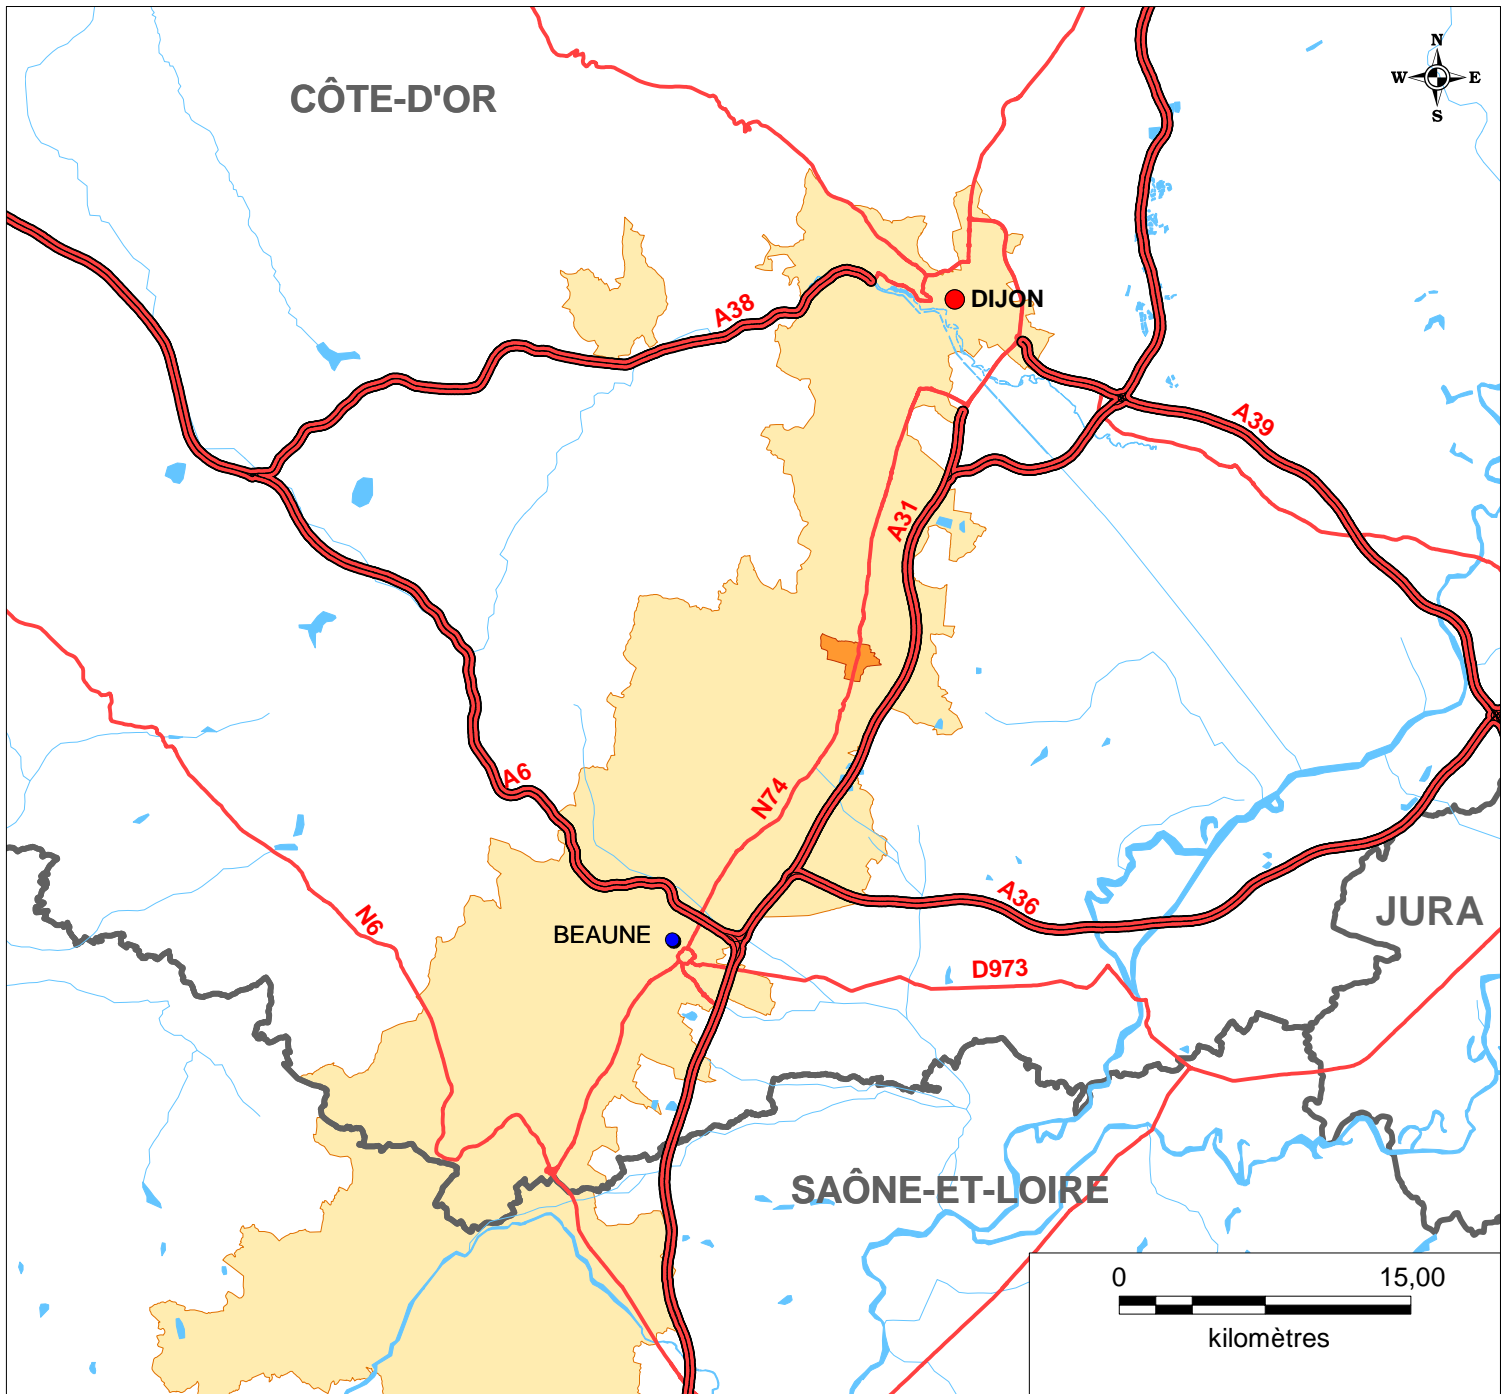 N
W E
S
CÔTE-D'OR
DIJON
A38
A39
A31
A6
N74
A36
N6
BEAUNE
JURA
D973
SAÔNE-ET-LOIRE
0 15,00
kilomètres